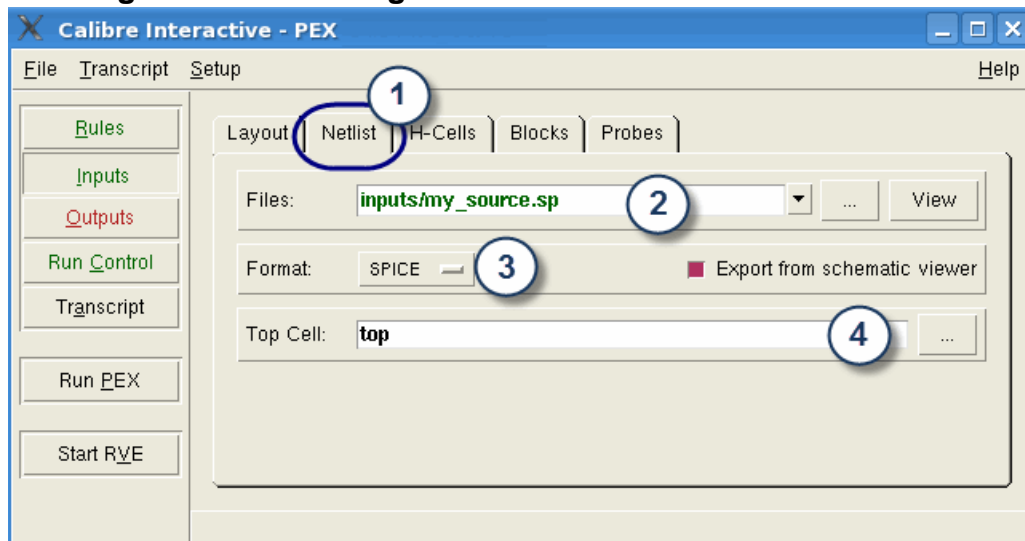 Calibre Interactive - PEX
File Transcript Setup Help
1
Rules
Inputs
Outputs
Run Control
Transcript
Run PEX
Start RVE
Layout Netlist H-Cells Blocks Probes
Files: inputs/my_source.sp 2 ... View
Format: SPICE 3 Export from schematic viewer
Top Cell: top 4 ...